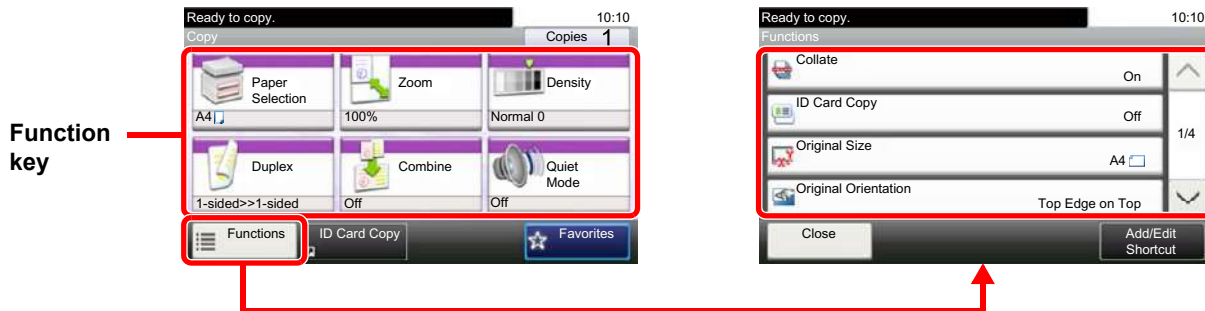 Function
key
Ready to copy.
10:10
Copy
Copies 1
Paper
Selection
A4
Zoom
100%
Density
Normal 0
Duplex
1-sided>>1-sided
Combine
Off
Quiet
Mode
Off
Functions
ID Card Copy
Favorites
Ready to copy.
10:10
Functions
Collate
On
ID Card Copy
Off
Original Size
A4
Original Orientation
Top Edge on Top
1/4
Close
Add/Edit
Shortcut